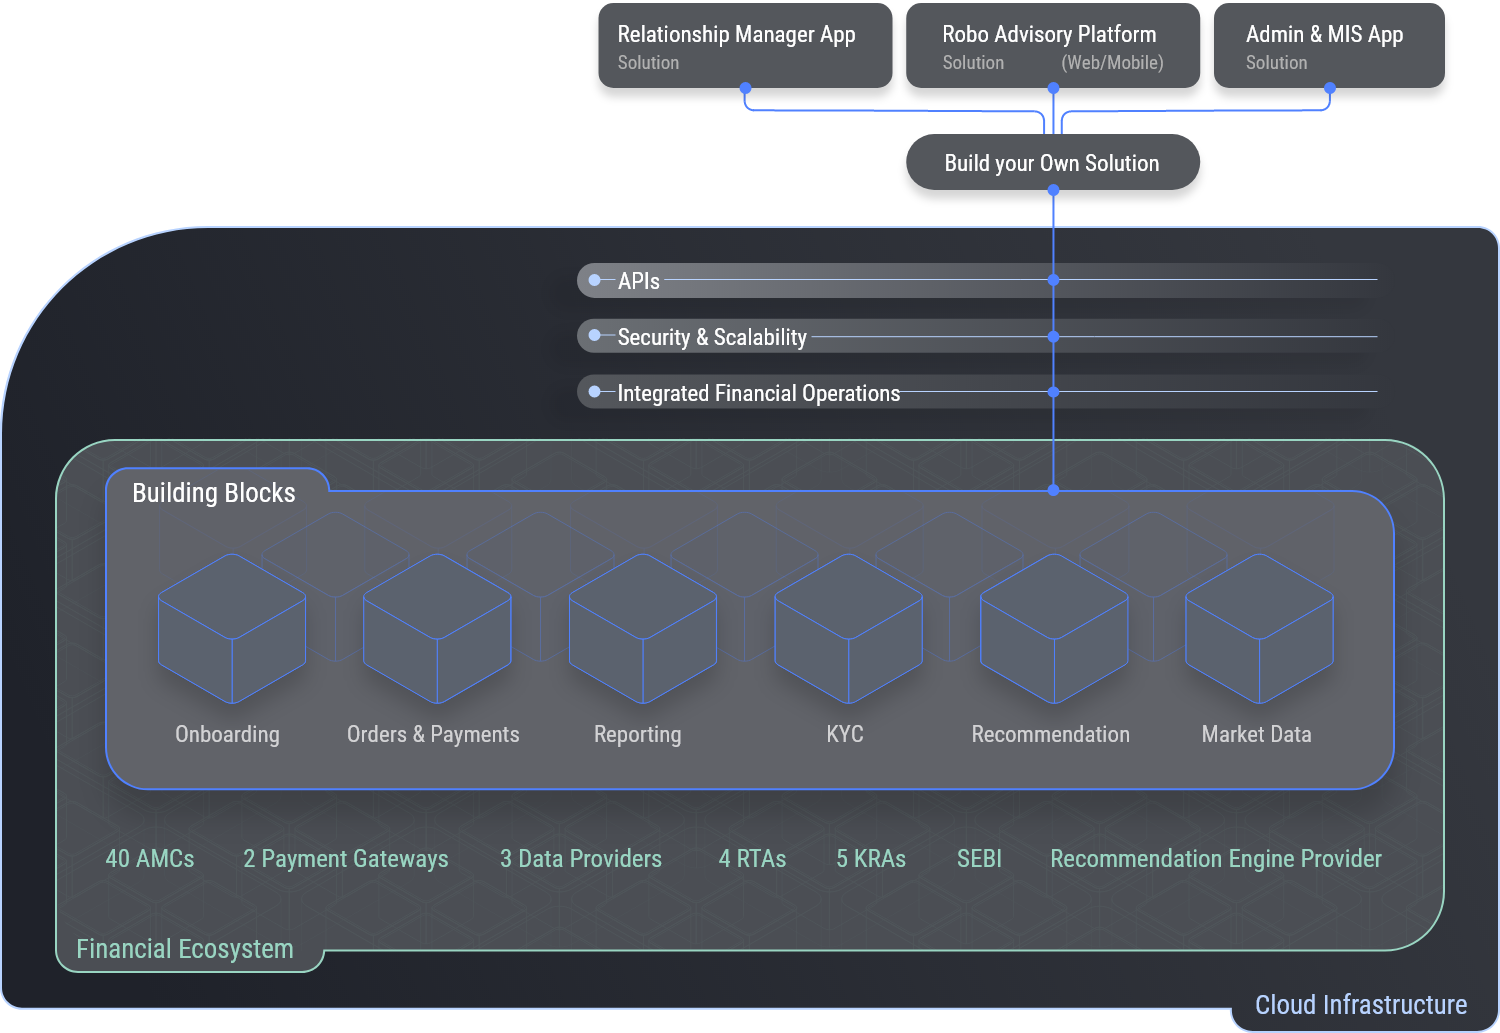 Relationship Manager App
Solution
Robo Advisory Platform
Solution (Web/Mobile)
Admin & MIS App
Solution
Build your Own Solution
APIs
Security & Scalability
Integrated Financial Operations
Building Blocks
Onboarding
Orders & Payments
Reporting
KYC
Recommendation
Market Data
40 AMCs
2 Payment Gateways
3 Data Providers
4 RTAs
5 KRAs
SEBI
Recommendation Engine Provider
Financial Ecosystem
Cloud Infrastructure